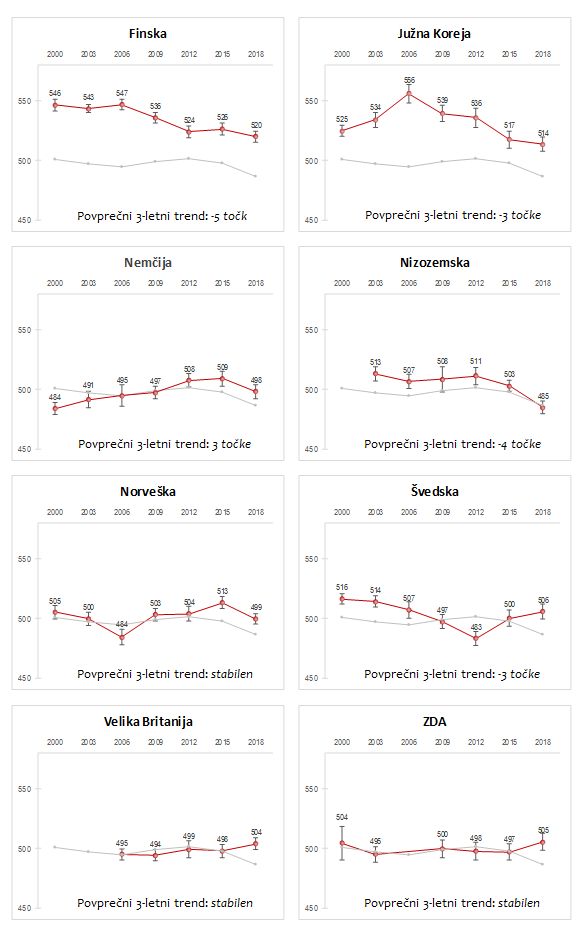 Finska
2000 2003 2006 2009 2012 2015 2018
550
500
450
546 543 547 536 524 526 520
Povprečni 3-letni trend: -5 točk
Južna Koreja
2000 2003 2006 2009 2012 2015 2018
550
500
450
525 534 556 539 536 517 514
Povprečni 3-letni trend: -3 točke
Nemčija
2000 2003 2006 2009 2012 2015 2018
550
500
450
484 491 495 497 508 509 498
Povprečni 3-letni trend: 3 točke
Nizozemska
2000 2003 2006 2009 2012 2015 2018
550
500
450
513 507 508 511 503 485
Povprečni 3-letni trend: -4 točke
Norveška
2000 2003 2006 2009 2012 2015 2018
550
500
450
505 500 484 503 504 513 499
Povprečni 3-letni trend: stabilen
Švedska
2000 2003 2006 2009 2012 2015 2018
550
500
450
516 514 507 497 483 500 506
Povprečni 3-letni trend: -3 točke
Velika Britanija
2000 2003 2006 2009 2012 2015 2018
550
500
450
495 494 499 498 504
Povprečni 3-letni trend: stabilen
ZDA
2000 2003 2006 2009 2012 2015 2018
550
500
450
504 495 500 498 497 505
Povprečni 3-letni trend: stabilen